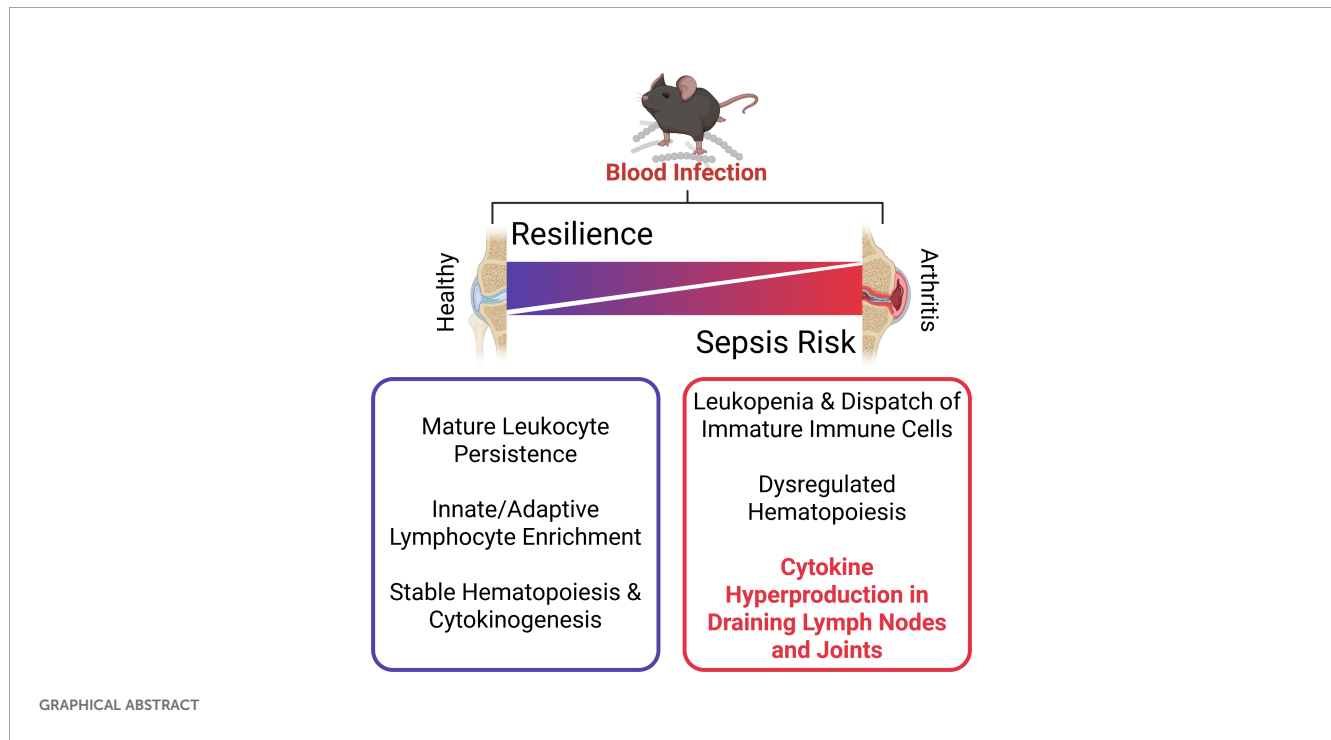 Blood Infection
Resilience
Healthy
Arthritis
Sepsis Risk
Mature Leukocyte
Persistence
Innate/Adaptive
Lymphocyte Enrichment
Stable Hematopoiesis &
Cytokinogenesis
Leukopenia & Dispatch of
Immature Immune Cells
Dysregulated
Hematopoiesis
Cytokine
Hyperproduction in
Draining Lymph Nodes
and Joints
GRAPHICAL ABSTRACT